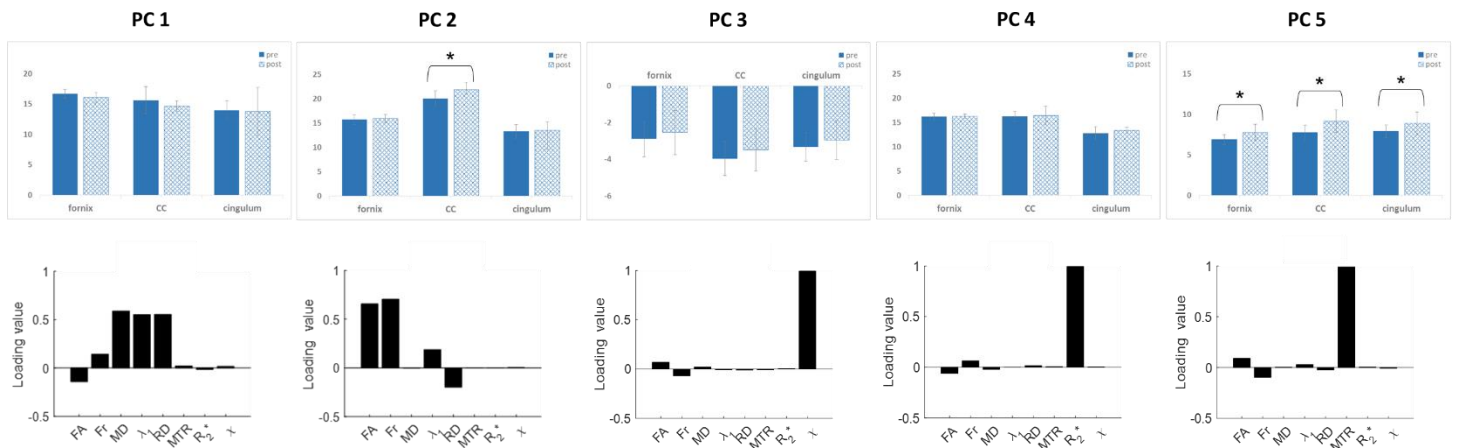 PC 1
PC 2
PC 3
PC 4
PC 5
pre
post
20
15
10
5
0
fornix
CC
cingulum
pre
post
*
25
20
15
10
5
0
fornix
CC
cingulum
pre
post
fornix
CC
cingulum
0
-2
-4
-6
pre
post
25
20
15
10
5
0
fornix
CC
cingulum
pre
post
* * *
15
10
5
0
fornix
CC
cingulum
Loading value
1
0.5
0
-0.5
FA Fr MD λ1 RD MTR R2* χ
Loading value
1
0.5
0
-0.5
FA Fr MD λ1 RD MTR R2* χ
Loading value
1
0.5
0
-0.5
FA Fr MD λ1 RD MTR R2* χ
Loading value
1
0.5
0
-0.5
FA Fr MD λ1 RD MTR R2* χ
Loading value
1
0.5
0
-0.5
FA Fr MD λ1 RD MTR R2* χ